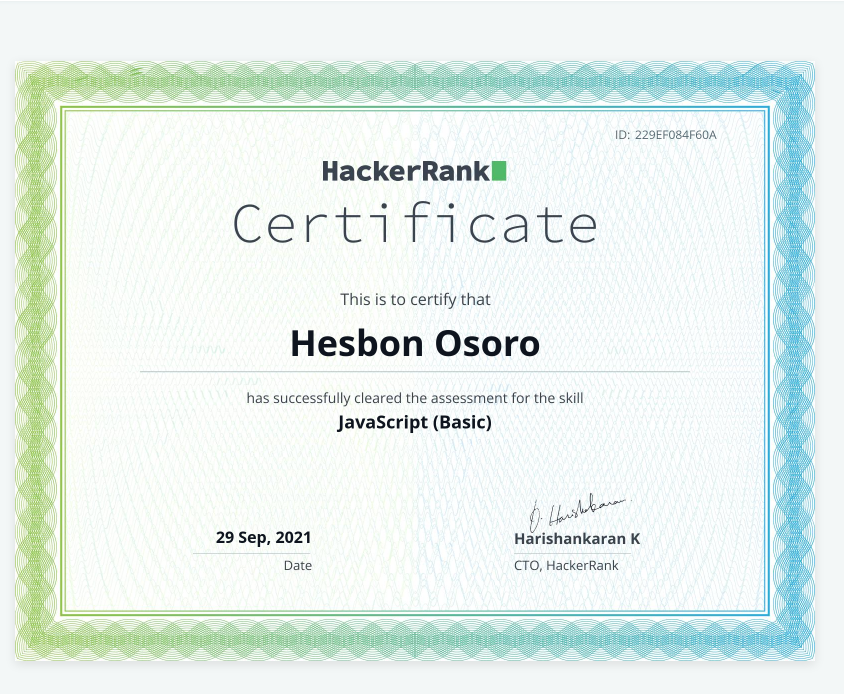 ID: 229EF084F60A
HackerRank
Certificate
This is to certify that
Hesbon Osoro
has successfully cleared the assessment for the skill
JavaScript (Basic)
29 Sep, 2021
Date
D. Harishankaran
Harishankaran K
CTO, HackerRank